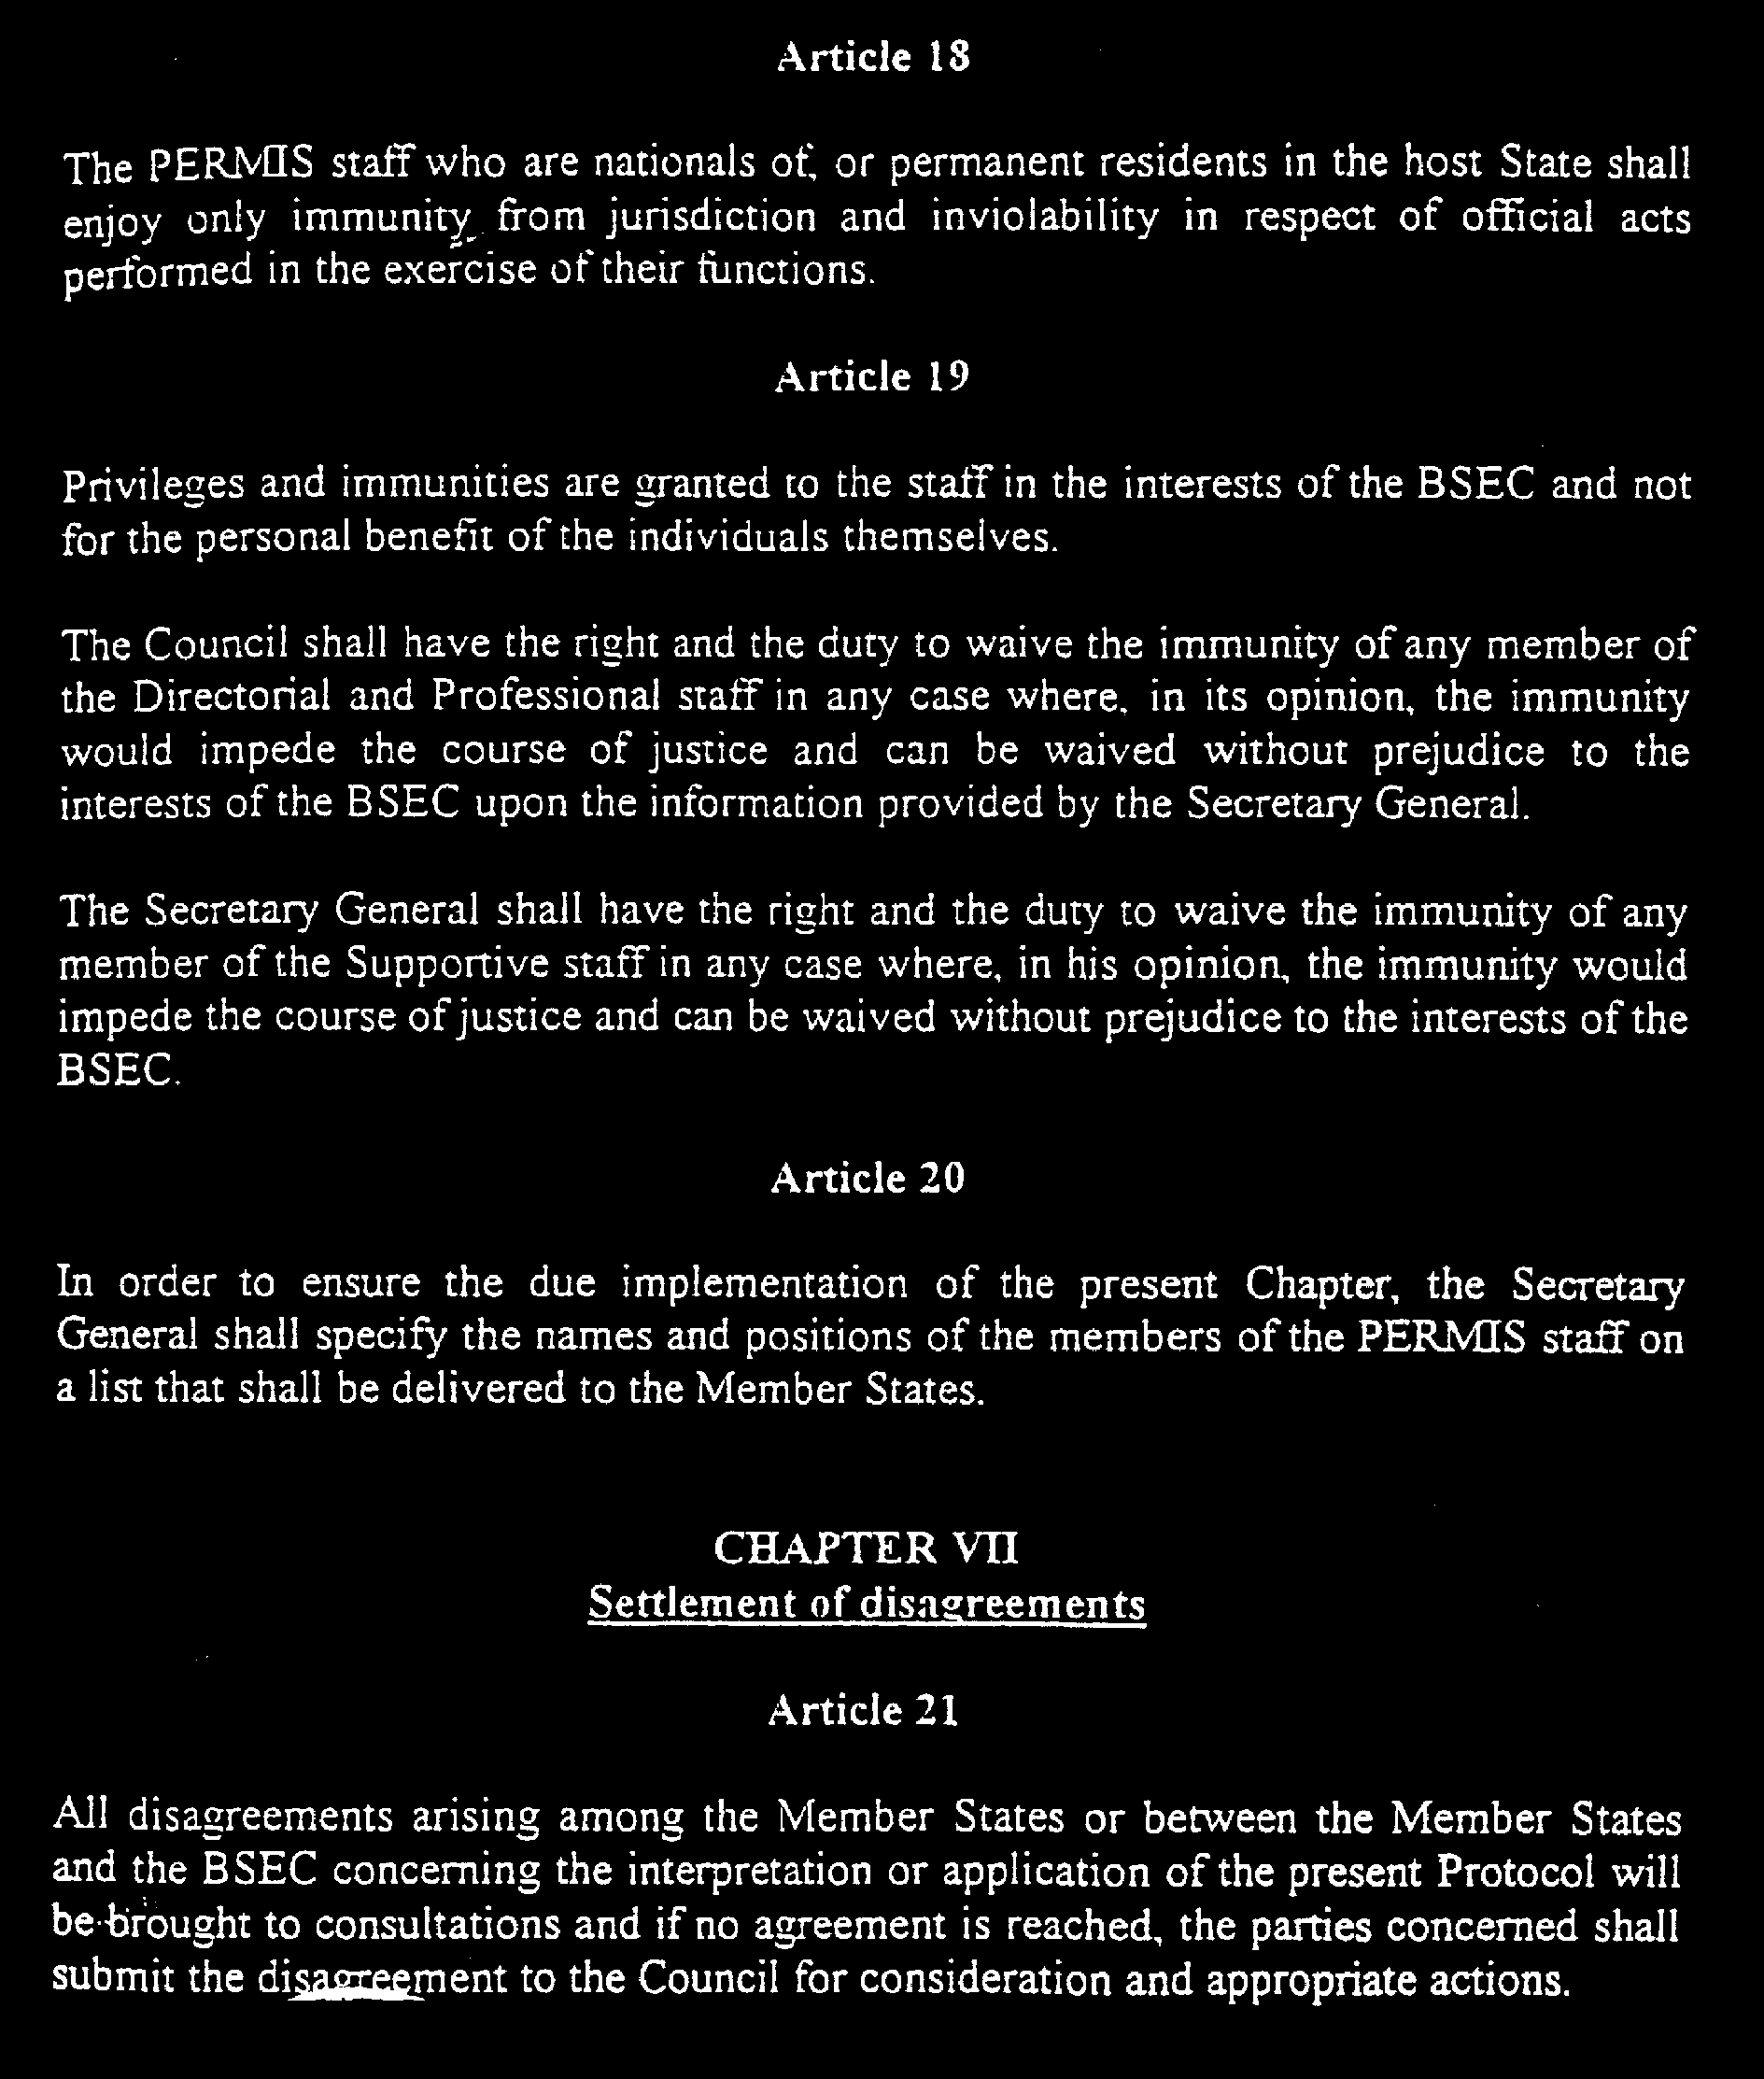 Article 18
The PERMIS staff who are nationals of, or permanent residents in the host State shall
enjoy only immunity from jurisdiction and inviolability in respect of official acts
performed in the exercise of their functions.
Article 19
Privileges and immunities are granted to the staff in the interests of the BSEC and not
for the personal benefit of the individuals themselves.
The Council shall have the right and the duty to waive the immunity of any member of
the Directorial and Professional staff in any case where, in its opinion, the immunity
would impede the course of justice and can be waived without prejudice to the
interests of the BSEC upon the information provided by the Secretary General.
The Secretary General shall have the right and the duty to waive the immunity of any
member of the Supportive staff in any case where, in his opinion, the immunity would
impede the course of justice and can be waived without prejudice to the interests of the
BSEC.
Article 20
In order to ensure the due implementation of the present Chapter, the Secretary
General shall specify the names and positions of the members of the PERMIS staff on
a list that shall be delivered to the Member States.
CHAPTER VII
Settlement of disagreements
Article 21
All disagreements arising among the Member States or between the Member States
and the BSEC concerning the interpretation or application of the present Protocol will
be brought to consultations and if no agreement is reached, the parties concerned shall
submit the disagreement to the Council for consideration and appropriate actions.